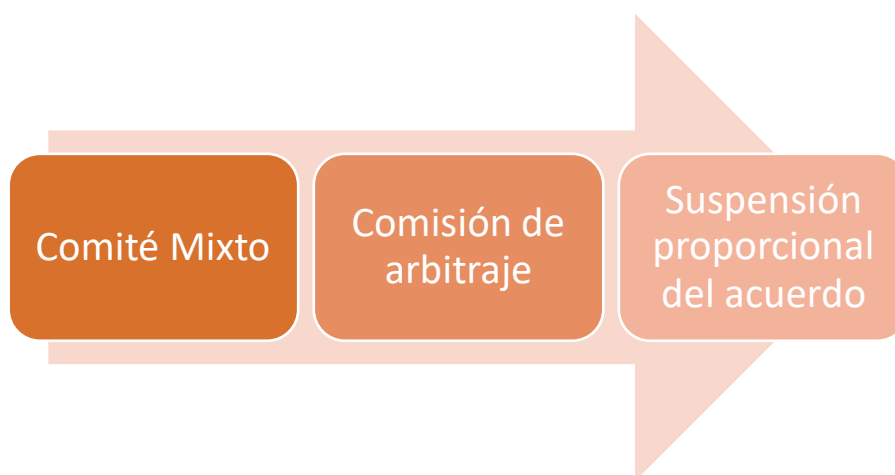 Comité Mixto
Comisión de
arbitraje
Suspensión
proporcional
del acuerdo